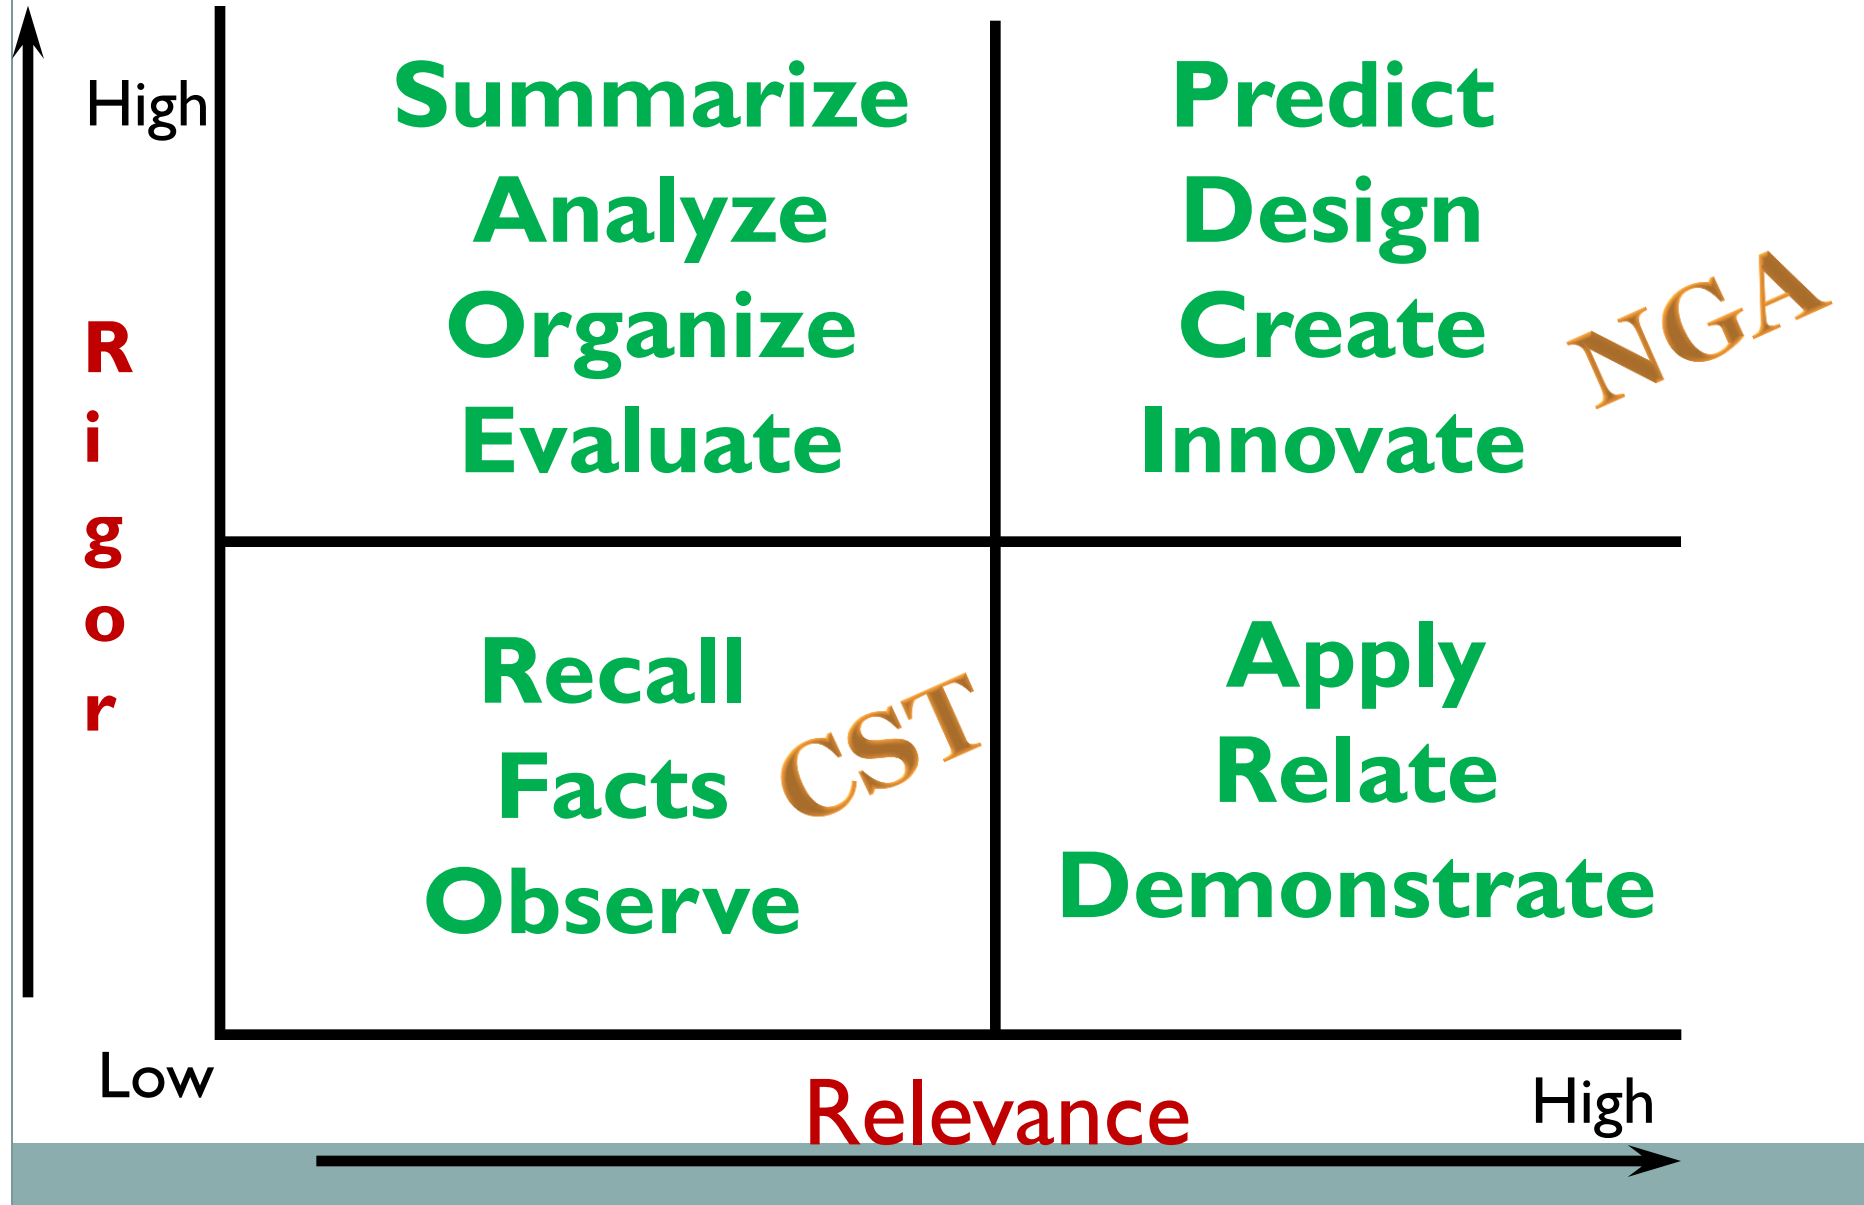 High
Rigor
Low
Summarize
Analyze
Organize
Evaluate
Predict
Design
Create
Innovate
NGA
Recall
Facts
Observe
CST
Apply
Relate
Demonstrate
Relevance
High